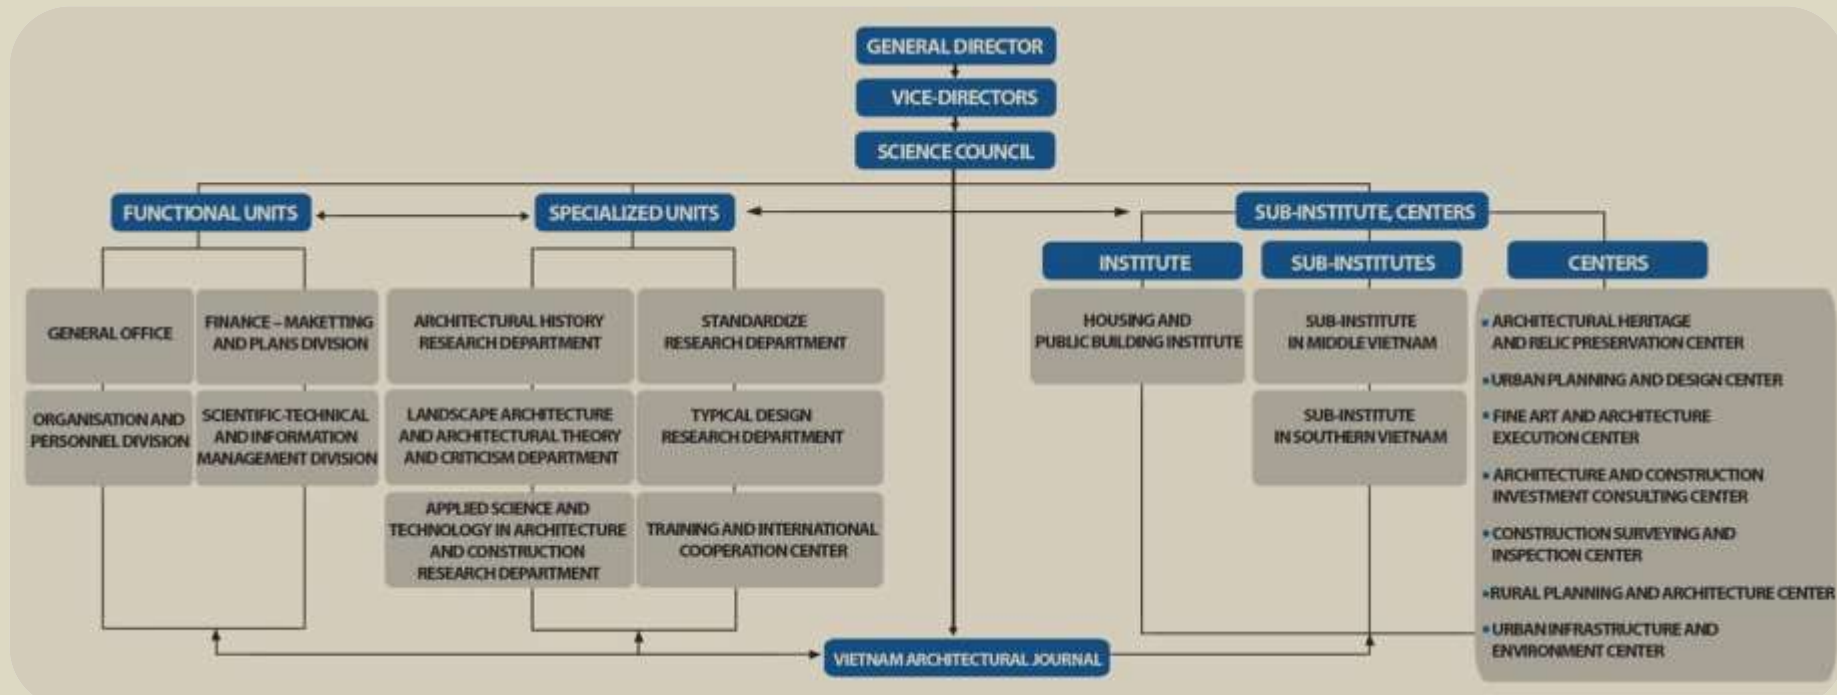 GENERAL DIRECTOR
VICE-DIRECTORS
SCIENCE COUNCIL
FUNCTIONAL UNITS
SPECIALIZED UNITS
SUB-INSTITUTE, CENTERS
INSTITUTE
SUB-INSTITUTES
CENTERS
GENERAL OFFICE
FINANCE – MAKETTING
AND PLANS DIVISION
ORGANISATION AND
PERSONNEL DIVISION
SCIENTIFIC-TECHNICAL
AND INFORMATION
MANAGEMENT DIVISION
ARCHITECTURAL HISTORY
RESEARCH DEPARTMENT
STANDARDIZE
RESEARCH DEPARTMENT
LANDSCAPE ARCHITECTURE
AND ARCHITECTURAL THEORY
AND CRITICISM DEPARTMENT
TYPICAL DESIGN
RESEARCH DEPARTMENT
APPLIED SCIENCE AND
TECHNOLOGY IN ARCHITECTURE
AND CONSTRUCTION
RESEARCH DEPARTMENT
TRAINING AND INTERNATIONAL
COOPERATION CENTER
HOUSING AND
PUBLIC BUILDING INSTITUTE
SUB-INSTITUTE
IN MIDDLE VIETNAM
SUB-INSTITUTE
IN SOUTHERN VIETNAM
▪ ARCHITECTURAL HERITAGE
AND RELIC PRESERVATION CENTER
▪ URBAN PLANNING AND DESIGN CENTER
▪ FINE ART AND ARCHITECTURE
EXECUTION CENTER
▪ ARCHITECTURE AND CONSTRUCTION
INVESTMENT CONSULTING CENTER
▪ CONSTRUCTION SURVEYING AND
INSPECTION CENTER
▪ RURAL PLANNING AND ARCHITECTURE CENTER
▪ URBAN INFRASTRUCTURE AND
ENVIRONMENT CENTER
VIETNAM ARCHITECTURAL JOURNAL